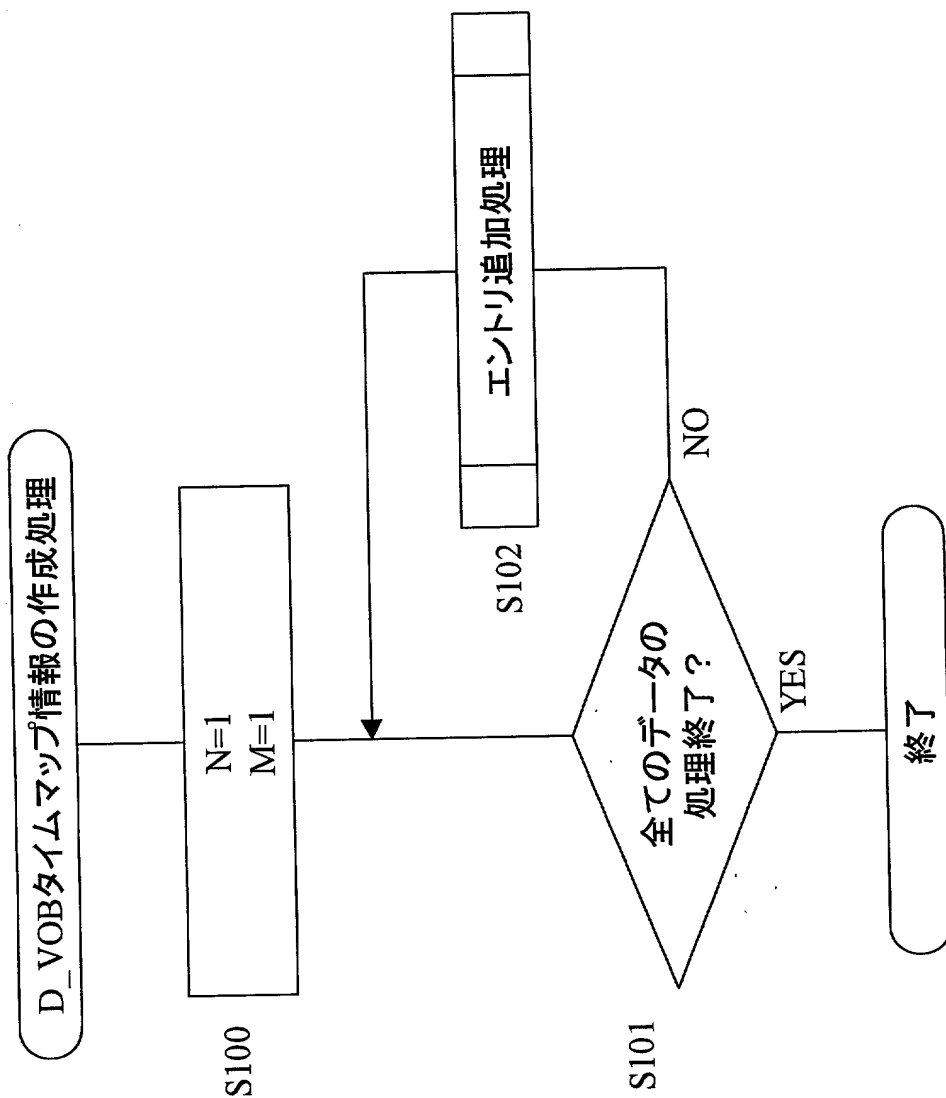 D_VOBタイムマップ情報の作成処理
S100
N=1
M=1
S101
全てのデータの
処理終了?
NO
YES
S102
エントリ追加処理
終了